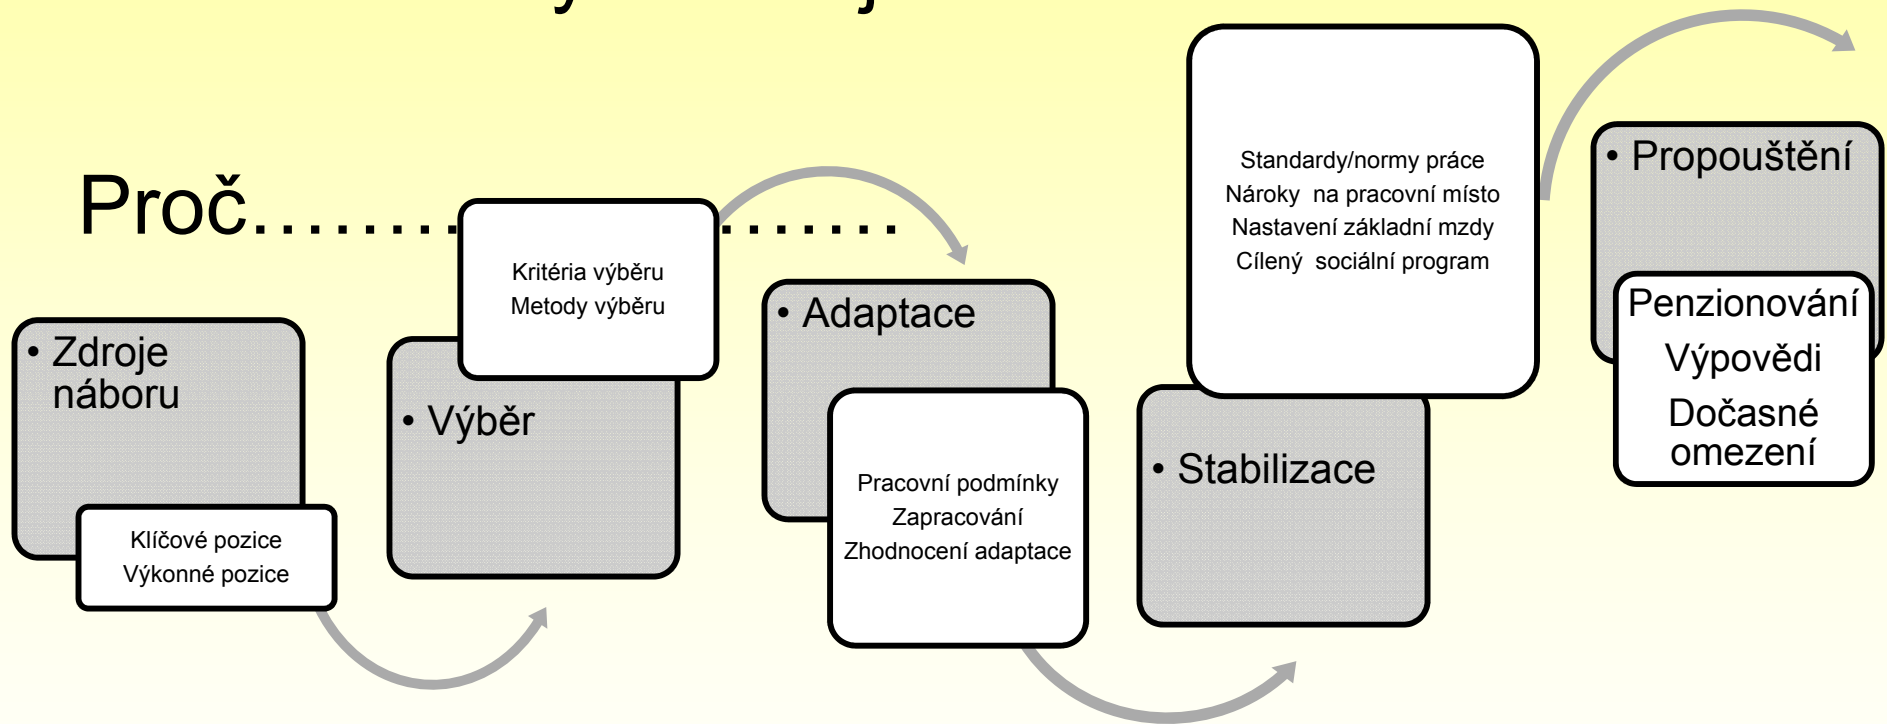 Proč........................
• Zdroje
náboru
Klíčové pozice
Výkonné pozice
Kritéria výběru
Metody výběru
• Výběr
• Adaptace
Pracovní podmínky
Zapracování
Zhodnocení adaptace
Standardy/normy práce
Nároky na pracovní místo
Nastavení základní mzdy
Cílený sociální program
• Stabilizace
• Propouštění
Penzionování
Výpovědi
Dočasné
omezení